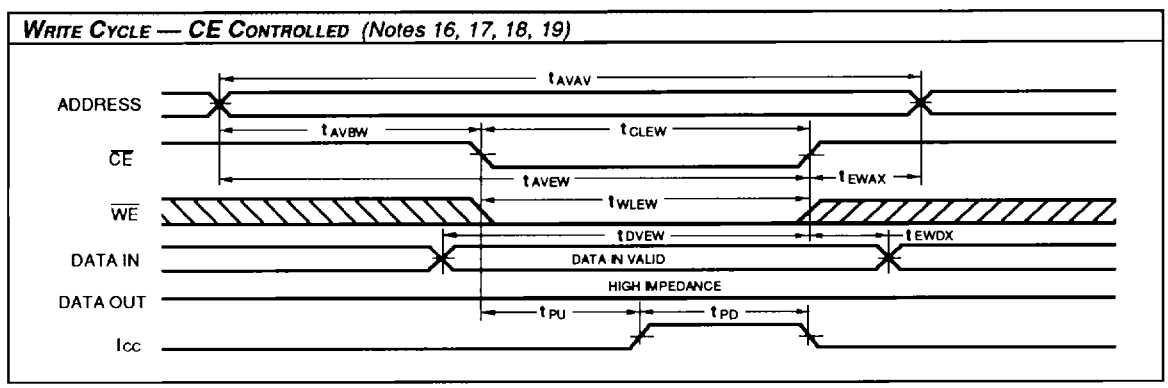 WRITE CYCLE — CE CONTROLLED (Notes 16, 17, 18, 19)
tAVAV
ADDRESS
tAVBW
tCLEW
CE
tAVEW
tEWAX
WE
tWLEW
tDVEW
tEWDX
DATA IN
DATA IN VALID
HIGH IMPEDANCE
DATA OUT
tPU
tPD
Icc